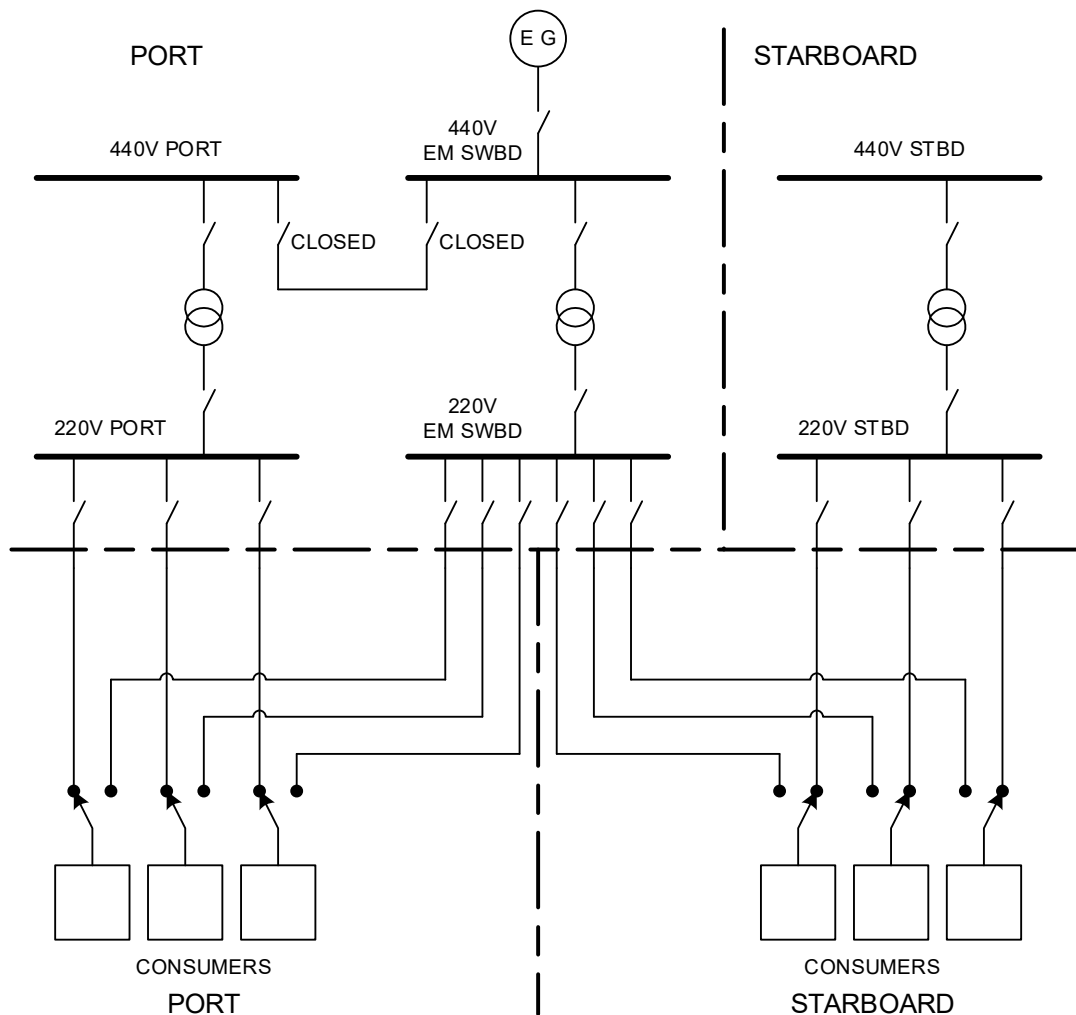 E G
PORT
STARBOARD
440V PORT
440V
EM SWBD
440V STBD
CLOSED
CLOSED
220V PORT
220V
EM SWBD
220V STBD
CONSUMERS
PORT
CONSUMERS
STARBOARD